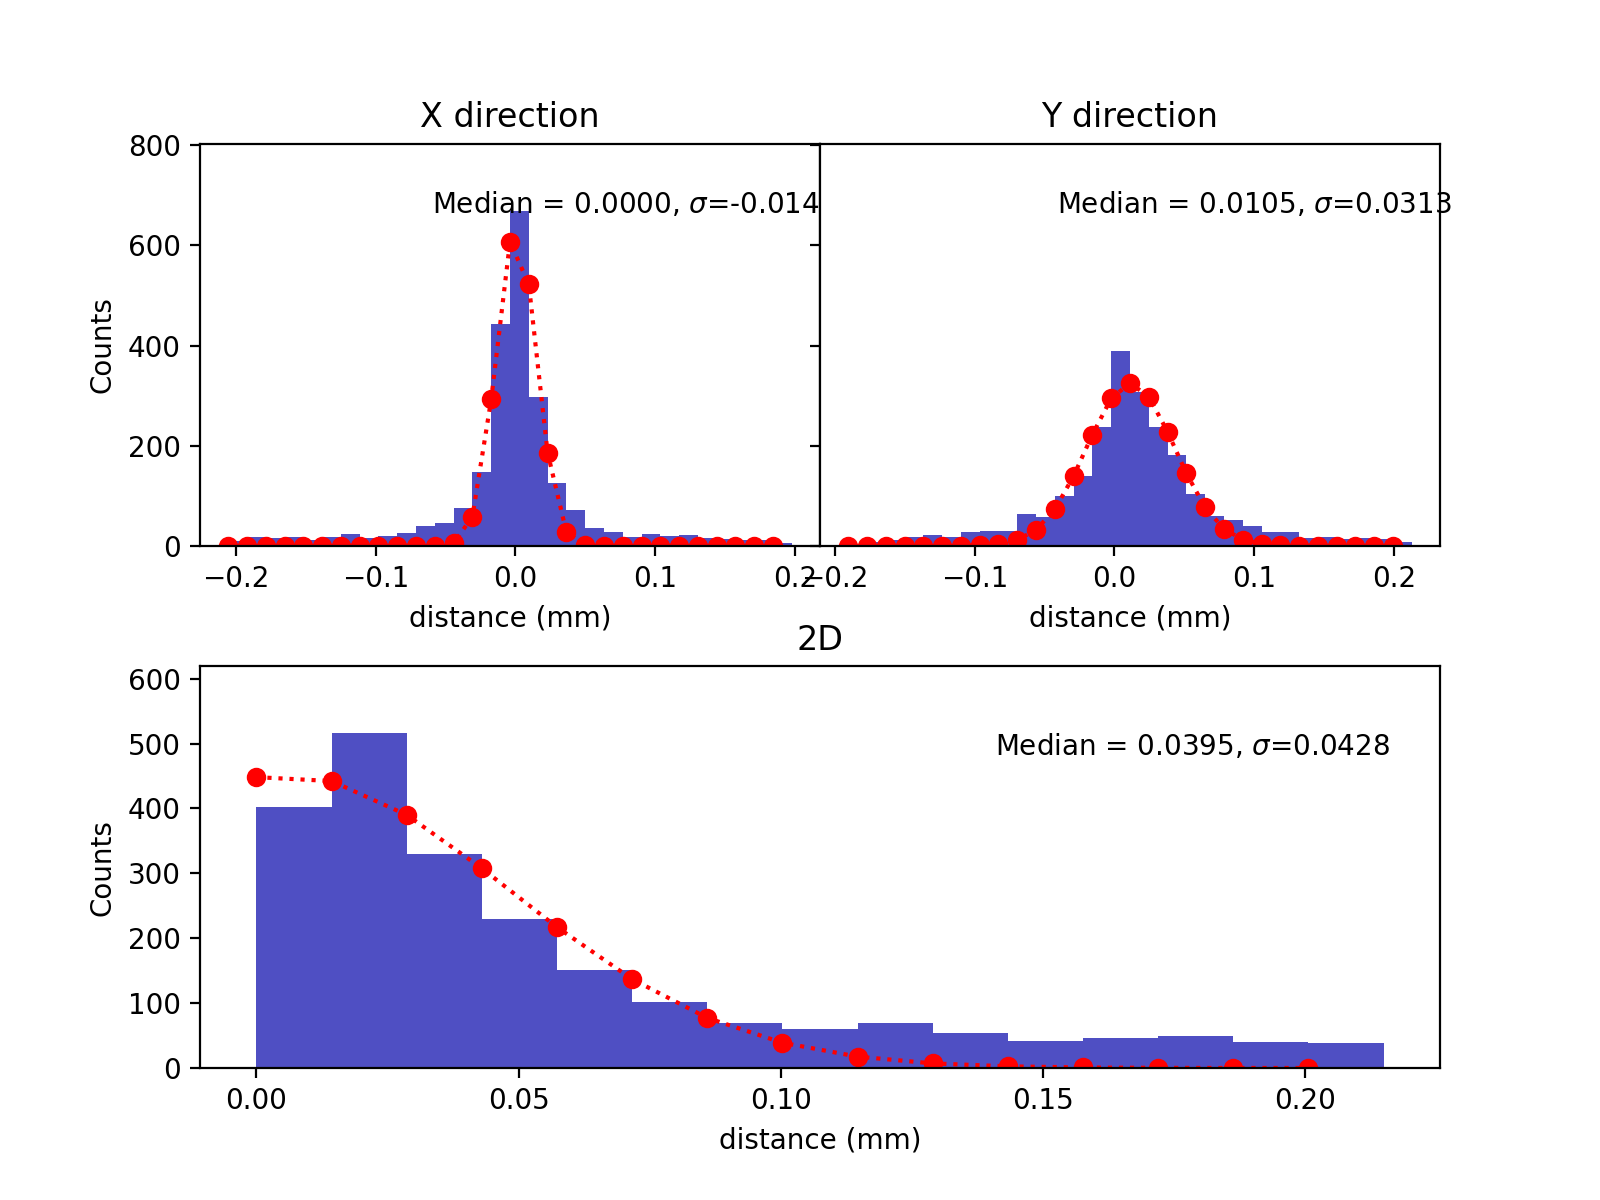 X direction
Y direction
800
600
400
200
0
Counts
Median = 0.0000, σ=-0.014
Median = 0.0105, σ=0.0313
−0.2 −0.1 0.0 0.1 0.2
−0.2 −0.1 0.0 0.1 0.2
distance (mm)
distance (mm)
2D
600
500
400
300
200
100
0
Counts
Median = 0.0395, σ=0.0428
0.00 0.05 0.10 0.15 0.20
distance (mm)